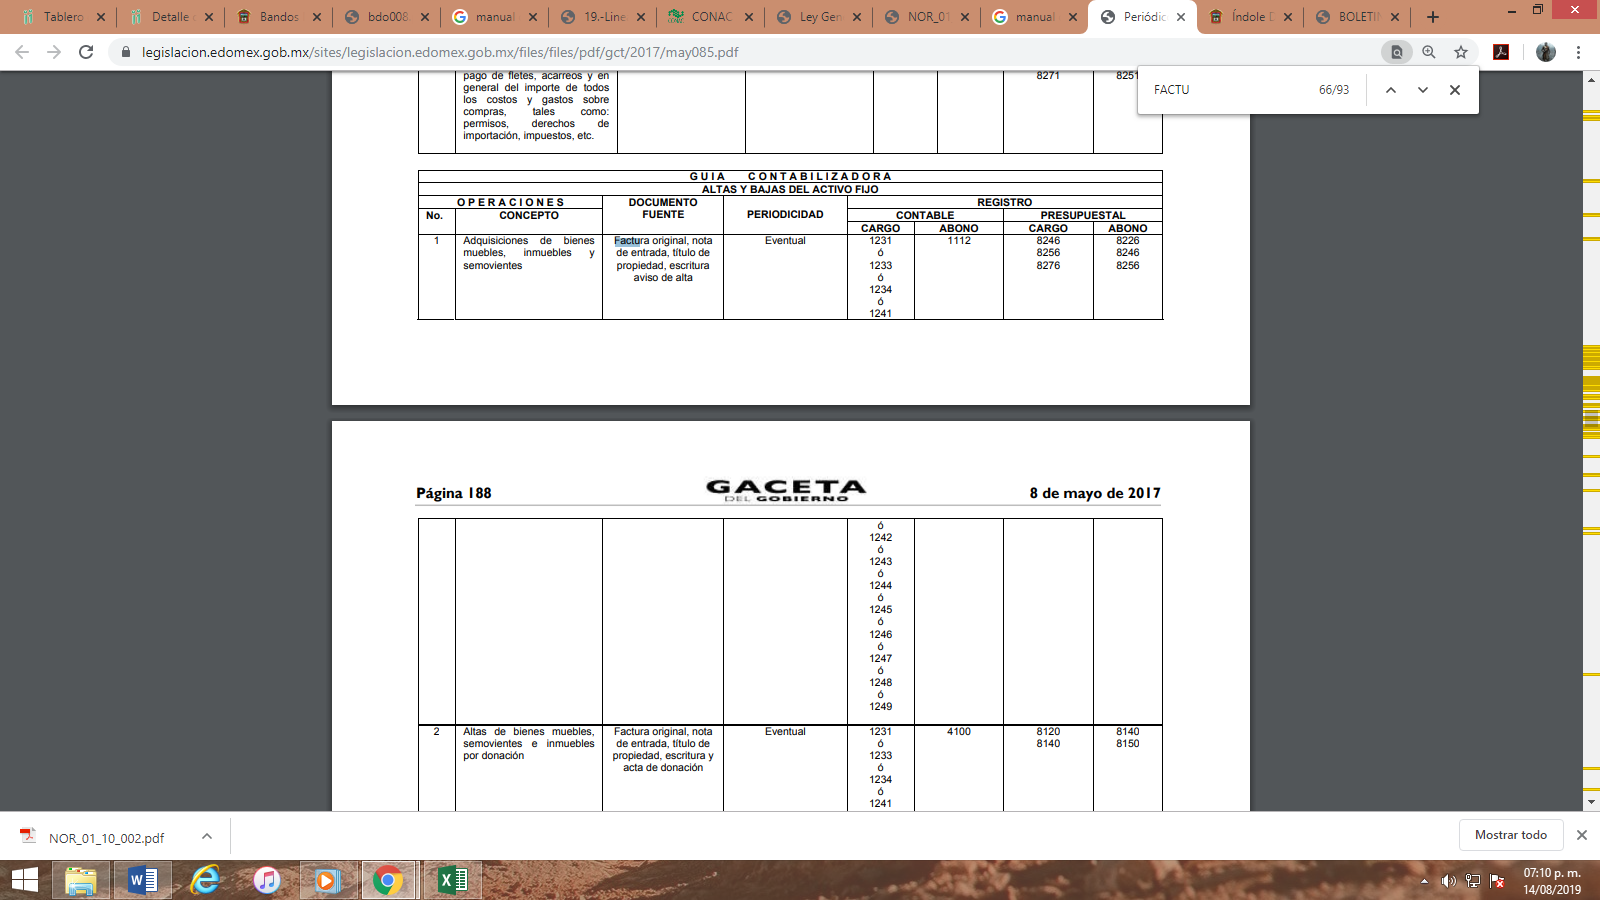 Tablero
Detalle
Bandos
bdo008
manual
19.-Line
CONAC
Ley Gen
NOR_01
manual
Periódic
Índole D
BOLETI
legislacion.edomex.gob.mx/sites/legislacion.edomex.gob.mx/files/files/pdf/gct/2017/may085.pdf
FACTU 66/93
pago de fletes, acarreos y en
general del importe de todos
los costos y gastos sobre
compras, tales como:
permisos, derechos de
importación, impuestos, etc.
8271 8251
G U I A C O N T A B I L I Z A D O R A
ALTAS Y BAJAS DEL ACTIVO FIJO
O P E R A C I O N E S
DOCUMENTO
FUENTE
PERIODICIDAD
REGISTRO
No. CONCEPTO
CONTABLE PRESUPUESTAL
CARGO ABONO CARGO ABONO
1
Adquisiciones de bienes
muebles, inmuebles y
semovientes
Factura original, nota
de entrada, título de
propiedad, escritura
aviso de alta
Eventual
1231
ó
1233
ó
1234
ó
1241
1112
8246
8256
8276
8226
8246
8256
Página 188
GACETA
DEL GOBIERNO
8 de mayo de 2017
ó
1242
ó
1243
ó
1244
ó
1245
ó
1246
ó
1247
ó
1248
ó
1249
2
Altas de bienes muebles,
semovientes e inmuebles
por donación
Factura original, nota
de entrada, título de
propiedad, escritura y
acta de donación
Eventual
1231
ó
1233
ó
1234
ó
1241
4100
8120
8140
8140
8150
NOR_01_10_002.pdf
Mostrar todo
07:10 p. m.
14/08/2019